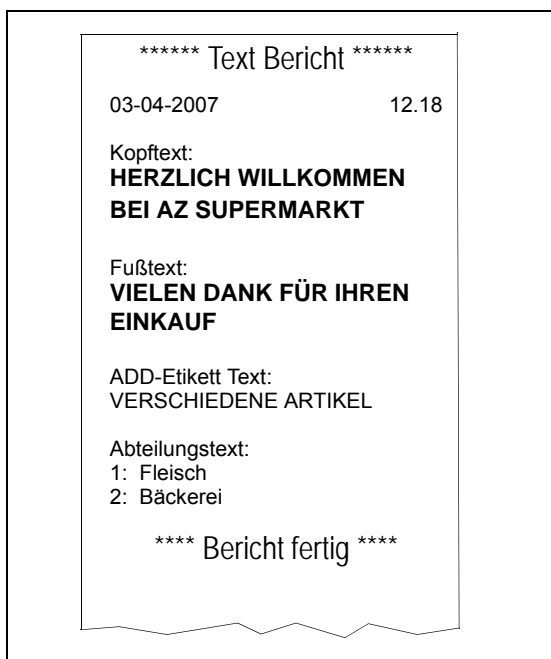 ****** Text Bericht ******
03-04-2007 12.18
Kopftext:
HERZLICH WILLKOMMEN
BEI AZ SUPERMARKT
Fußtext:
VIELEN DANK FÜR IHREN
EINKAUF
ADD-Etikett Text:
VERSCHIEDENE ARTIKEL
Abteilungstext:
1: Fleisch
2: Bäckerei
**** Bericht fertig ****